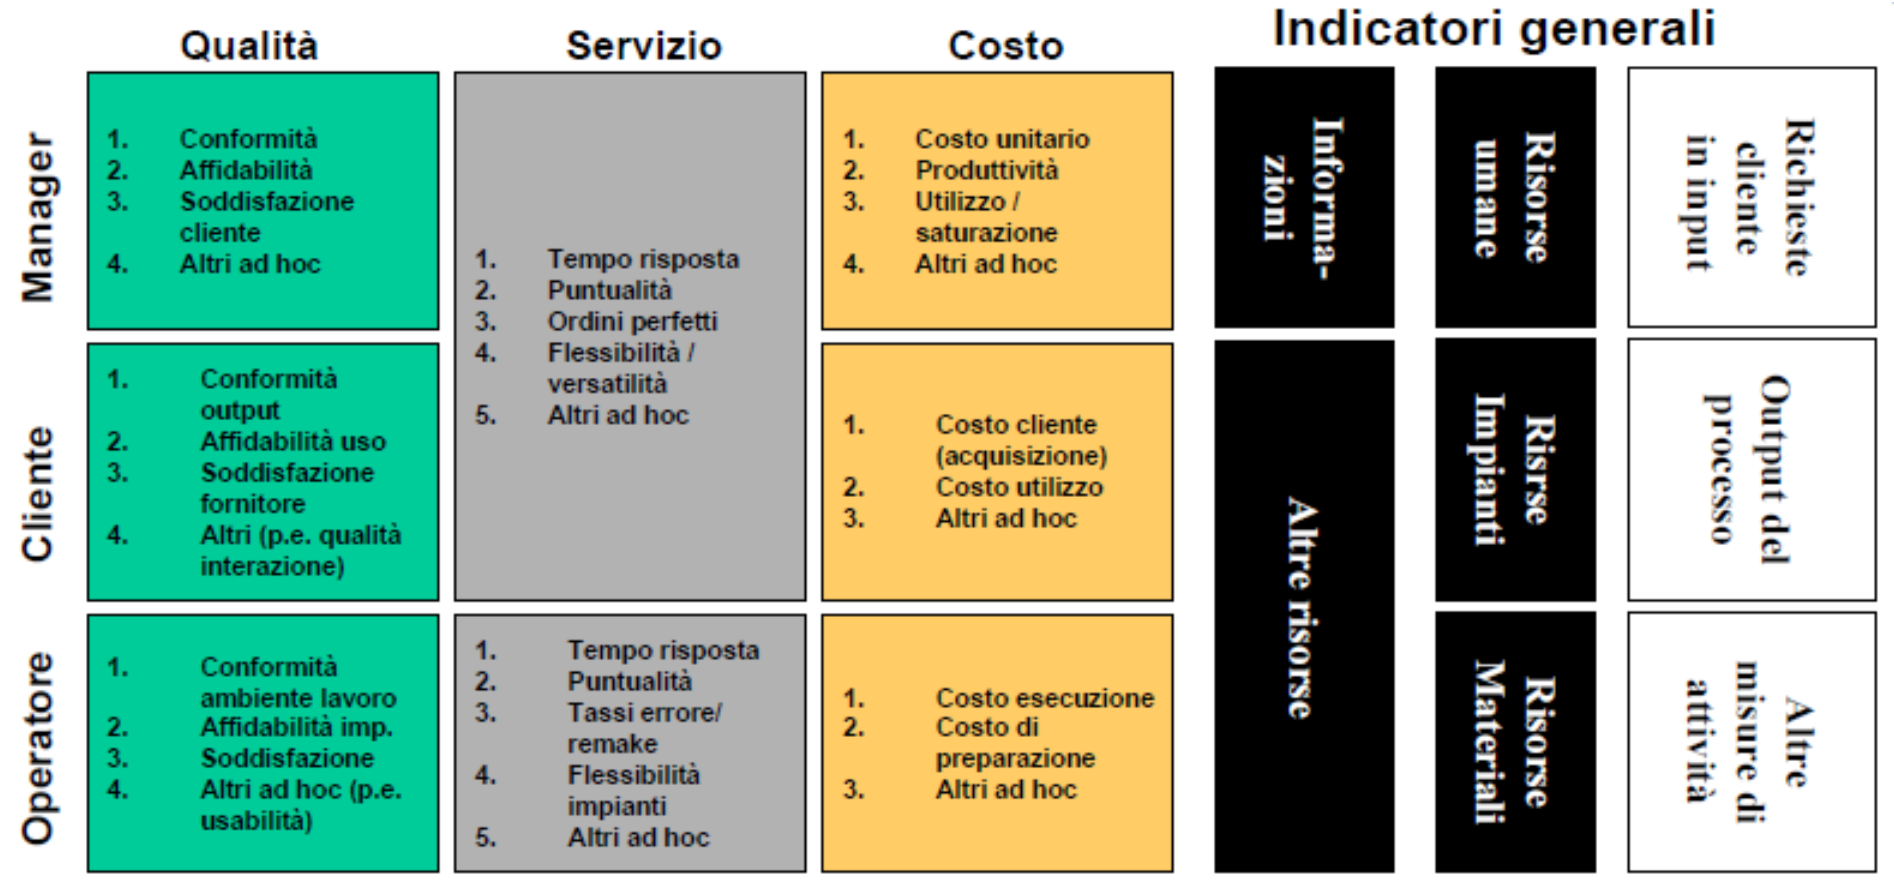 Qualità
Servizio
Costo
Indicatori generali
Manager
1. Conformità
2. Affidabilità
3. Soddisfazione
cliente
4. Altri ad hoc
1. Tempo risposta
2. Puntualità
3. Ordini perfetti
4. Flessibilità /
versatilità
5. Altri ad hoc
1. Costo unitario
2. Produttività
3. Utilizzo /
saturazione
4. Altri ad hoc
Informa-
zioni
Risorse
umane
Richieste
cliente
in input
Cliente
1. Conformità
output
2. Affidabilità uso
3. Soddisfazione
fornitore
4. Altri (p.e. qualità
interazione)
1. Costo cliente
(acquisizione)
2. Costo utilizzo
3. Altri ad hoc
Altre risorse
Risrse
Impianti
Output del
processo
Operatore
1. Conformità
ambiente lavoro
2. Affidabilità imp.
3. Soddisfazione
4. Altri ad hoc (p.e.
usabilità)
1. Tempo risposta
2. Puntualità
3. Tassi errore/
remake
4. Flessibilità
impianti
5. Altri ad hoc
1. Costo esecuzione
2. Costo di
preparazione
3. Altri ad hoc
Risorse
Materiali
Altre
misure di
attività